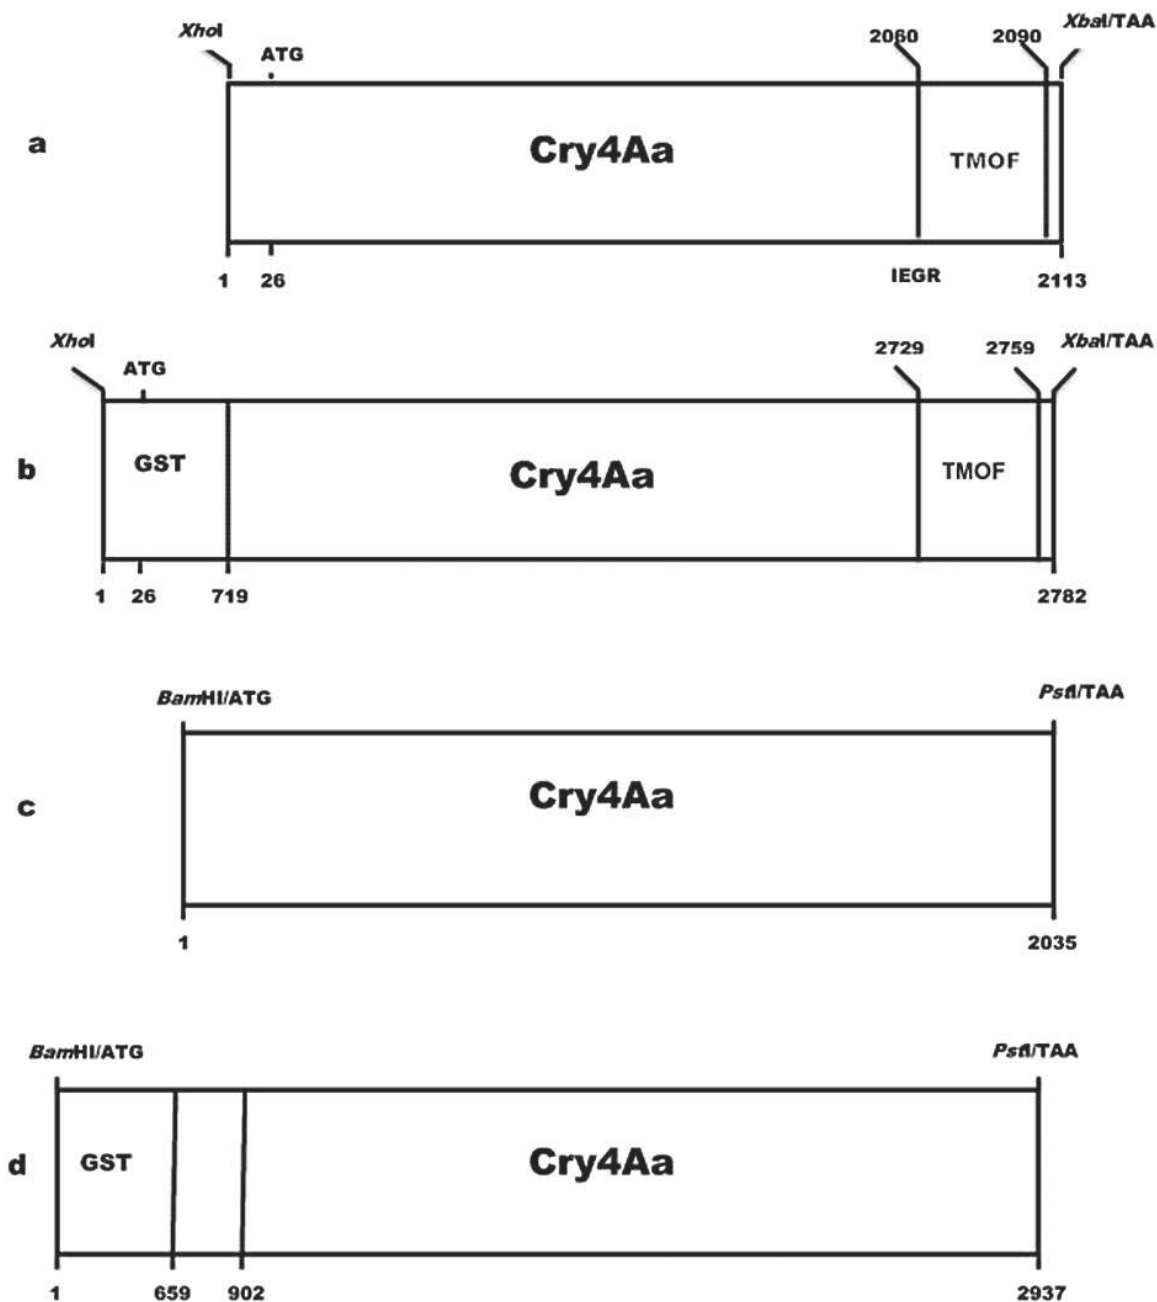 XhoI
ATG
2060
2090
XbaI/TAA
a
Cry4Aa
TMOF
1
26
IEGR
2113
XhoI
ATG
2729
2759
XbaI/TAA
b
GST
Cry4Aa
TMOF
1
26
719
2782
BamHI/ATG
PstI/TAA
c
Cry4Aa
1
2035
BamHI/ATG
PstI/TAA
d
GST
Cry4Aa
1
659
902
2937